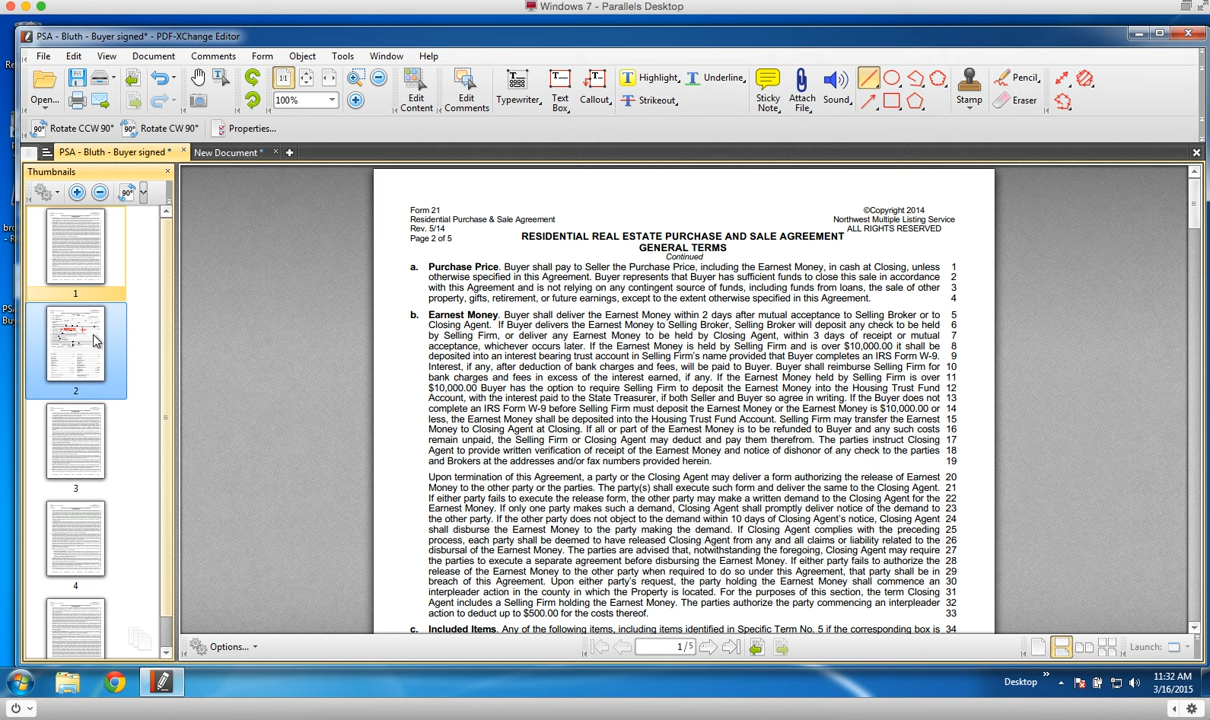 Windows 7 - Parallels Desktop
PSA - Bluth - Buyer signed* - PDF-XChange Editor
File Edit View Document Comments Form Object Tools Window Help
Open...
100%
Edit Content
Edit Comments
Typewriter
Text Box
Callout
Highlight
Underline
Strikeout
Sticky Note
Attach File
Sound
Stamp
Pencil
Eraser
90° Rotate CCW 90° 90° Rotate CW 90° Properties...
PSA - Bluth - Buyer signed * New Document *
Thumbnails
90°
1
2
3
4
Form 21
Residential Purchase & Sale Agreement
Rev. 5/14
Page 2 of 5
©Copyright 2014
Northwest Multiple Listing Service
ALL RIGHTS RESERVED
RESIDENTIAL REAL ESTATE PURCHASE AND SALE AGREEMENT
GENERAL TERMS
Continued
a. Purchase Price. Buyer shall pay to Seller the Purchase Price, including the Earnest Money, in cash at Closing, unless 1
otherwise specified in this Agreement. Buyer represents that Buyer has sufficient funds to close this sale in accordance 2
with this Agreement and is not relying on any contingent source of funds, including funds from loans, the sale of other 3
property, gifts, retirement, or future earnings, except to the extent otherwise specified in this Agreement. 4
b. Earnest Money. Buyer shall deliver the Earnest Money within 2 days after mutual acceptance to Selling Broker or to 5
Closing Agent. If Buyer delivers the Earnest Money to Selling Broker, Selling Broker will deposit any check to be held 6
by Selling Firm, or deliver any Earnest Money to be held by Closing Agent, within 3 days of receipt or mutual 7
acceptance, whichever occurs later. If the Earnest Money is held by Selling Firm and is over $10,000.00 it shall be 8
deposited into an interest bearing trust account in Selling Firm's name provided that Buyer completes an IRS Form W-9. 9
Interest, if any, after deduction of bank charges and fees, will be paid to Buyer. Buyer shall reimburse Selling Firm for 10
bank charges and fees in excess of the interest earned, if any. If the Earnest Money held by Selling Firm is over 11
$10,000.00 Buyer has the option to require Selling Firm to deposit the Earnest Money into the Housing Trust Fund 12
Account, with the interest paid to the State Treasurer, if both Seller and Buyer so agree in writing. If the Buyer does not 13
complete an IRS Form W-9 before Selling Firm must deposit the Earnest Money or the Earnest Money is $10,000.00 or 14
less, the Earnest Money shall be deposited into the Housing Trust Fund Account. Selling Firm may transfer the Earnest 15
Money to Closing Agent at Closing. If all or part of the Earnest Money is to be refunded to Buyer and any such costs 16
remain unpaid, the Selling Firm or Closing Agent may deduct and pay them therefrom. The parties instruct Closing 17
Agent to provide written verification of receipt of the Earnest Money and notice of dishonor of any check to the parties 18
and Brokers at the addresses and/or fax numbers provided herein. 19
Upon termination of this Agreement, a party or the Closing Agent may deliver a form authorizing the release of Earnest 20
Money to the other party or the parties. The party(s) shall execute such form and deliver the same to the Closing Agent. 21
If either party fails to execute the release form, the other party may make a written demand to the Closing Agent for the 22
Earnest Money. If only one party makes such a demand, Closing Agent shall promptly deliver notice of the demand to 23
the other party. If the other party does not object to the demand within 10 days of Closing Agent's notice, Closing Agent 24
shall disburse the Earnest Money to the party making the demand. If Closing Agent complies with the preceding 25
process, each party shall be deemed to have released Closing Agent from any and all claims or liability related to the 26
disbursal of the Earnest Money. The parties are advised that, notwithstanding the foregoing, Closing Agent may require 27
the parties to execute a separate agreement before disbursing the Earnest Money. If either party fails to authorize the 28
release of the Earnest Money to the other party when required to do so under this Agreement, that party shall be in 29
breach of this Agreement. Upon either party's request, the party holding the Earnest Money shall commence an 30
interpleader action in the county in which the Property is located. For the purposes of this section, the term Closing 31
Agent includes a Selling Firm holding the Earnest Money. The parties authorize the party commencing an interpleader 32
action to deduct up to $500.00 for the costs thereof. 33
c. Included Items. Any of the following items, including items identified in Specific Term No. 5 if the corresponding box is 34
Options...
1/5
Launch:
Desktop
11:32 AM
3/16/2015